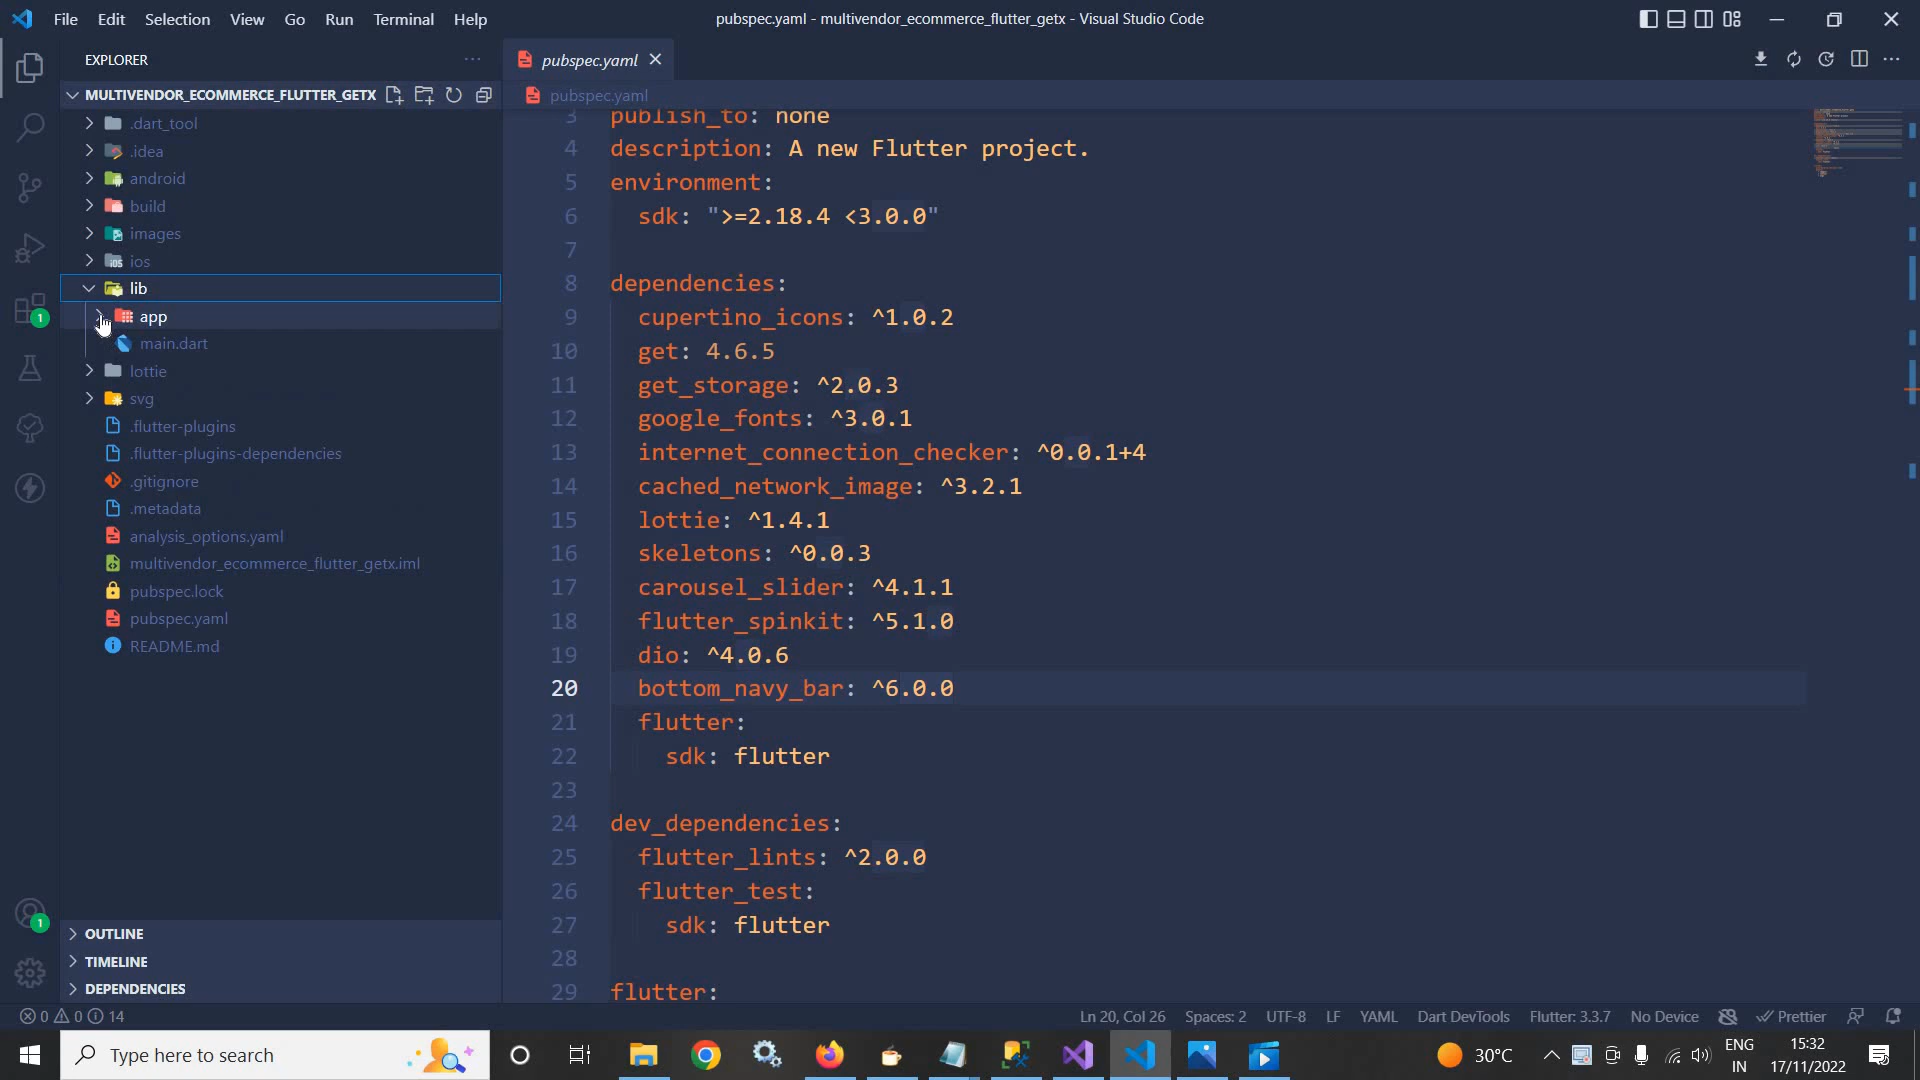 File Edit Selection View Go Run Terminal Help
pubspec.yaml - multivendor_ecommerce_flutter_getx - Visual Studio Code
EXPLORER
MULTIVENDOR_ECOMMERCE_FLUTTER_GETX
.dart_tool
.idea
android
build
images
ios
lib
app
main.dart
lottie
svg
.flutter-plugins
.flutter-plugins-dependencies
.gitignore
.metadata
analysis_options.yaml
multivendor_ecommerce_flutter_getx.iml
pubspec.lock
pubspec.yaml
README.md
OUTLINE
TIMELINE
DEPENDENCIES
1
1
pubspec.yaml
pubspec.yaml
3 publish_to: none
4 description: A new Flutter project.
5 environment:
6 sdk: ">=2.18.4 <3.0.0"
7
8 dependencies:
9 cupertino_icons: ^1.0.2
10 get: 4.6.5
11 get_storage: ^2.0.3
12 google_fonts: ^3.0.1
13 internet_connection_checker: ^0.0.1+4
14 cached_network_image: ^3.2.1
15 lottie: ^1.4.1
16 skeletons: ^0.0.3
17 carousel_slider: ^4.1.1
18 flutter_spinkit: ^5.1.0
19 dio: ^4.0.6
20 bottom_navy_bar: ^6.0.0
21 flutter:
22 sdk: flutter
23
24 dev_dependencies:
25 flutter_lints: ^2.0.0
26 flutter_test:
27 sdk: flutter
28
29 flutter:
0 0 14
Ln 20, Col 26 Spaces: 2 UTF-8 LF YAML Dart DevTools Flutter: 3.3.7 No Device Prettier
Type here to search
30°C
ENG
IN
15:32
17/11/2022